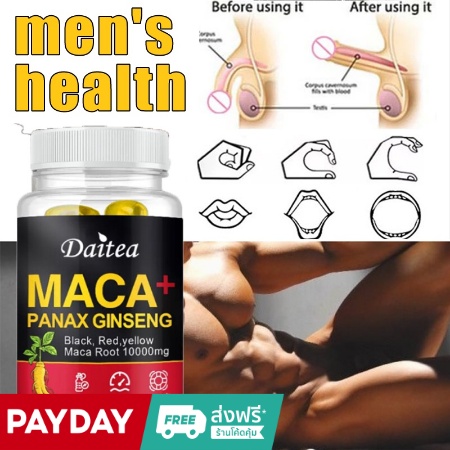 men's
health
Before using it
After using it
Corpus
cavernosum
Corpus cavernosum
fills with blood
Testis
Daitea
MACA+
PANAX GINSENG
Black, Red,yellow
Maca Root 10000mg
PAYDAY
FREE
ส่งฟรี*
ร้านโค้ดคุ้ม